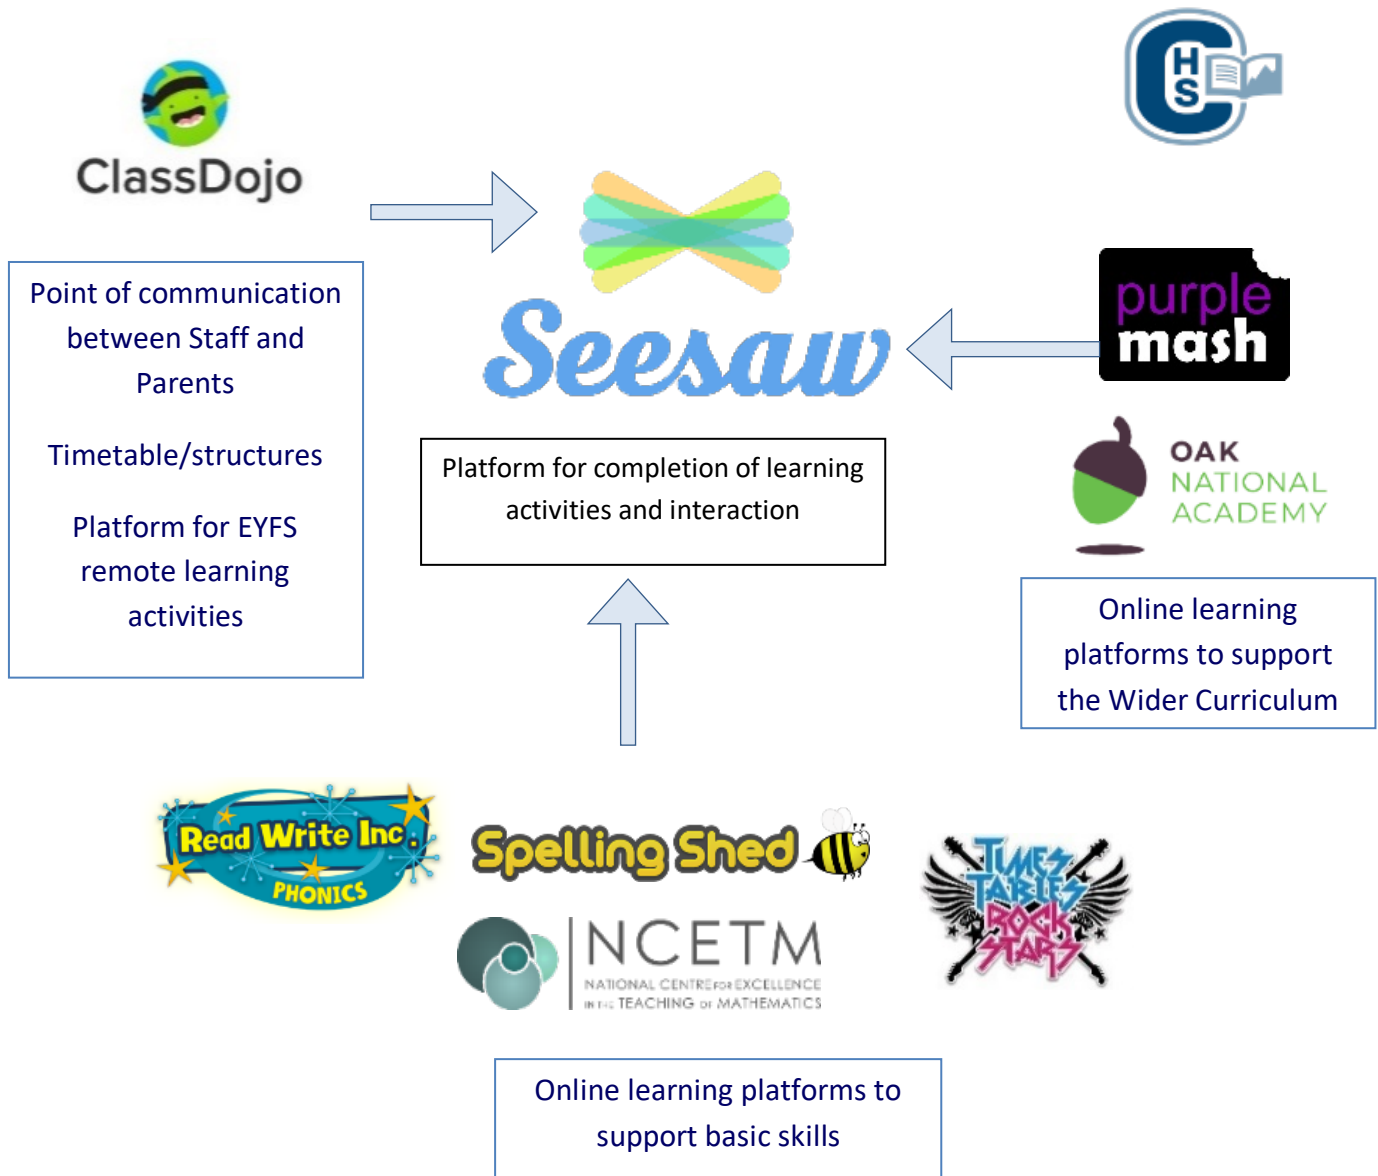 CHS
ClassDojo
Seesaw
purple
mash
Point of communication
between Staff and
Parents
Timetable/structures
Platform for EYFS
remote learning
activities
Platform for completion of learning
activities and interaction
OAK
NATIONAL
ACADEMY
Online learning
platforms to support
the Wider Curriculum
Read Write Inc.
PHONICS
Spelling Shed
TIMES
TABLES
ROCK
STARS
NCETM
NATIONAL CENTRE FOR EXCELLENCE
IN THE TEACHING OF MATHEMATICS
Online learning platforms to
support basic skills